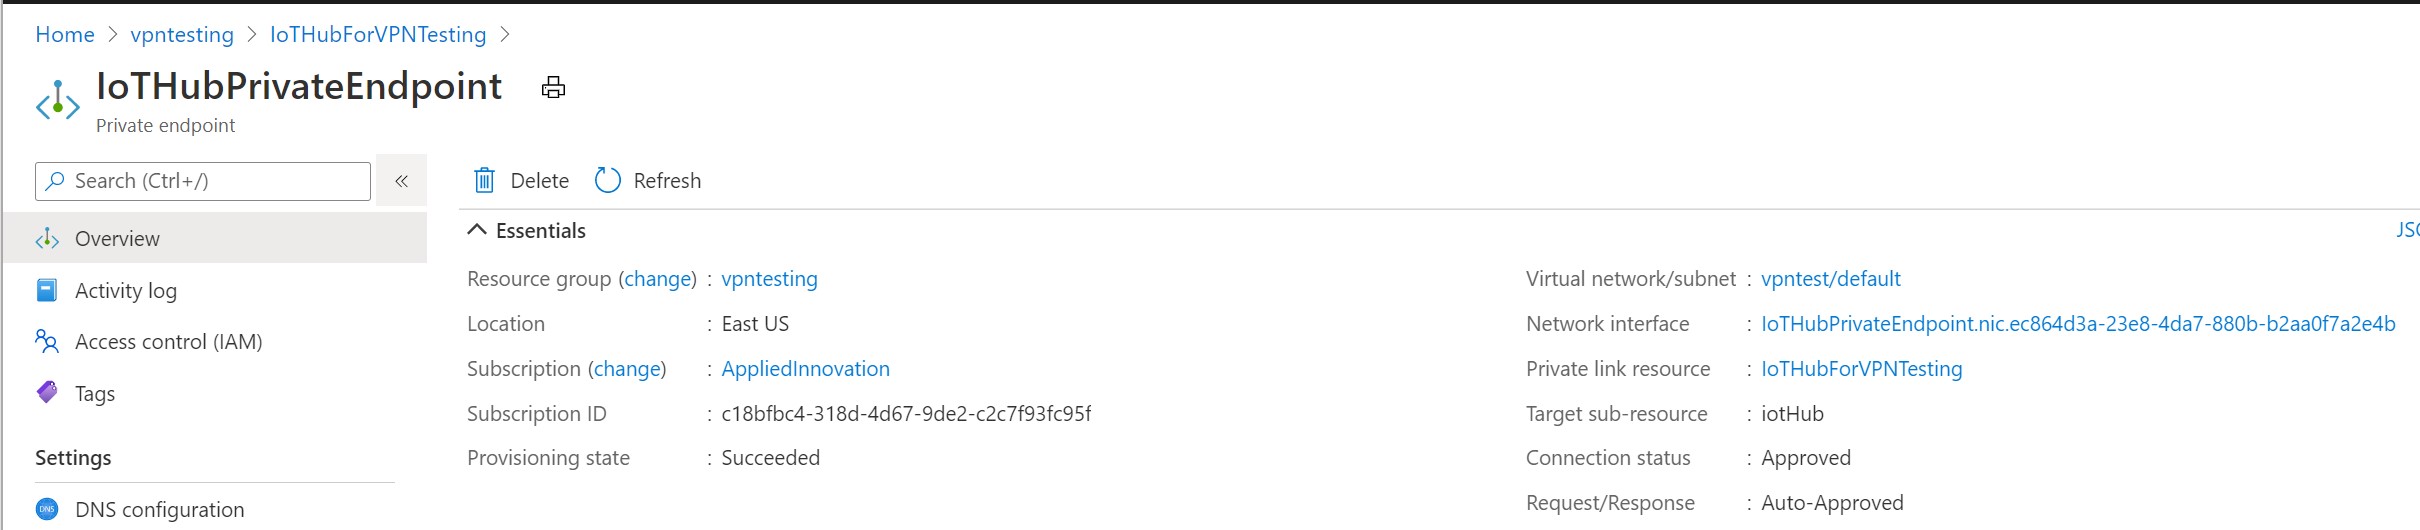 Home > vpntesting > IoTHubForVPNTesting >
IoTHubPrivateEndpoint
Private endpoint
Search (Ctrl+/)
«
Delete
Refresh
Essentials
JSO
Overview
Activity log
Access control (IAM)
Tags
Settings
DNS configuration
Resource group (change) : vpntesting
Location : East US
Subscription (change) : AppliedInnovation
Subscription ID : c18bfbc4-318d-4d67-9de2-c2c7f93fc95f
Provisioning state : Succeeded
Virtual network/subnet : vpntest/default
Network interface : IoTHubPrivateEndpoint.nic.ec864d3a-23e8-4da7-880b-b2aa0f7a2e4b
Private link resource : IoTHubForVPNTesting
Target sub-resource : iotHub
Connection status : Approved
Request/Response : Auto-Approved